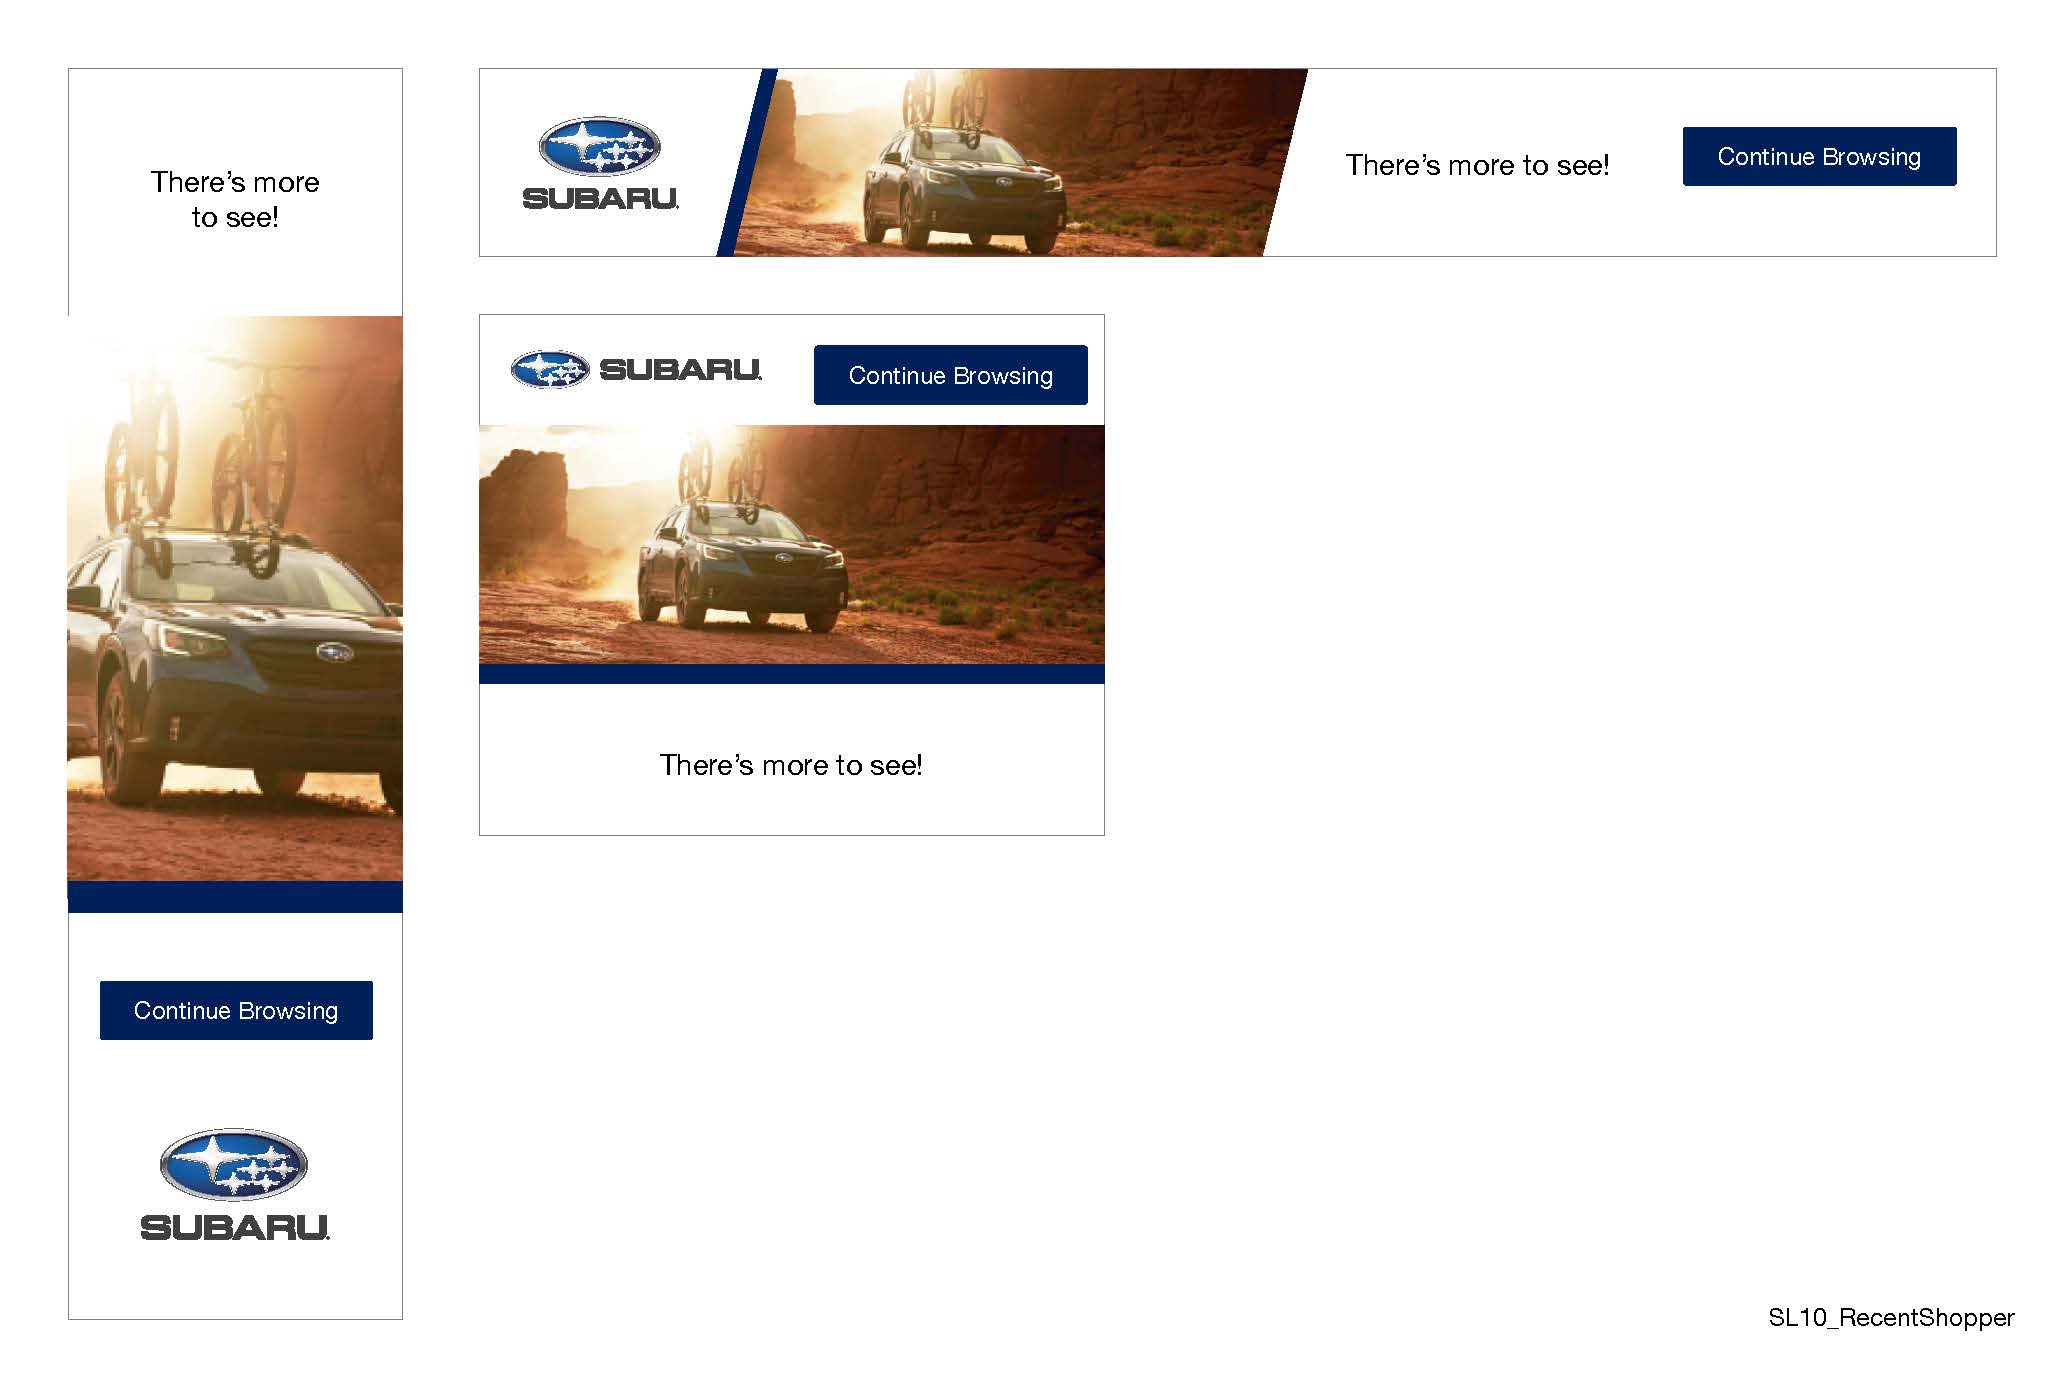 There's more
to see!
Continue Browsing
SUBARU
SUBARU
There's more to see!
Continue Browsing
SUBARU
Continue Browsing
There's more to see!
SL10_RecentShopper